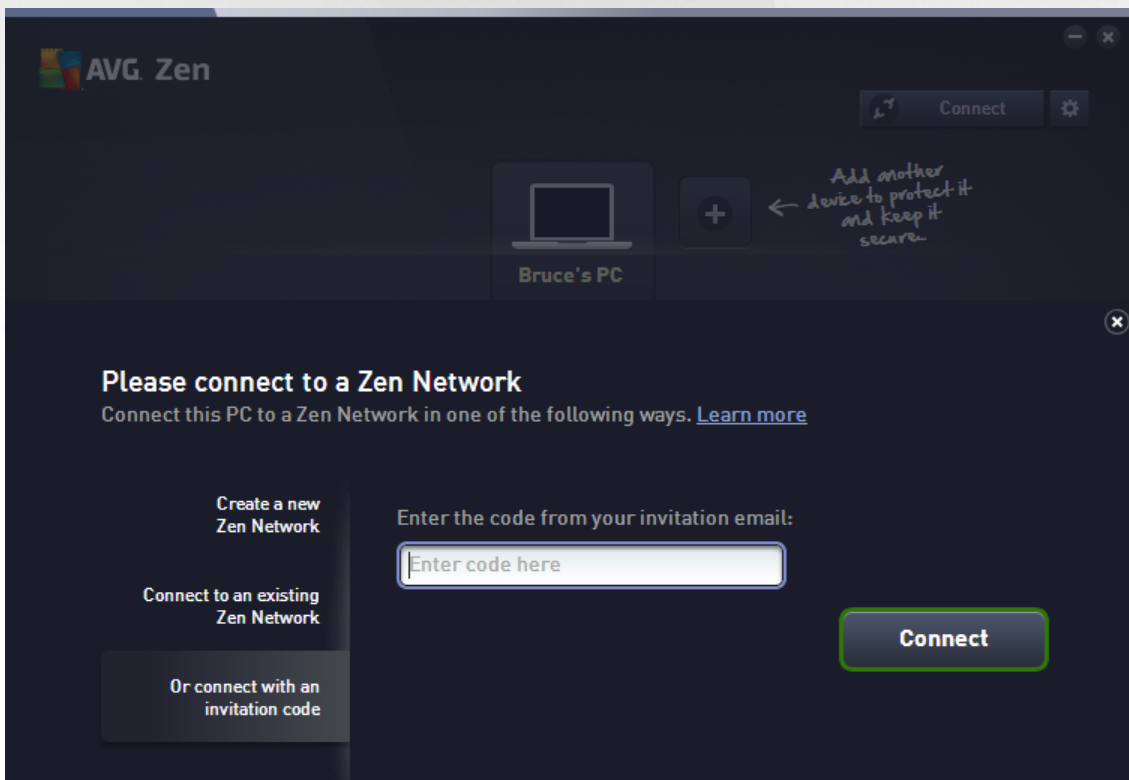 AVG. Zen
Connect
Add another
device to protect it
and keep it
secure...
Bruce's PC
Please connect to a Zen Network
Connect this PC to a Zen Network in one of the following ways. Learn more
Create a new
Zen Network
Connect to an existing
Zen Network
Or connect with an
invitation code
Enter the code from your invitation email:
Enter code here
Connect